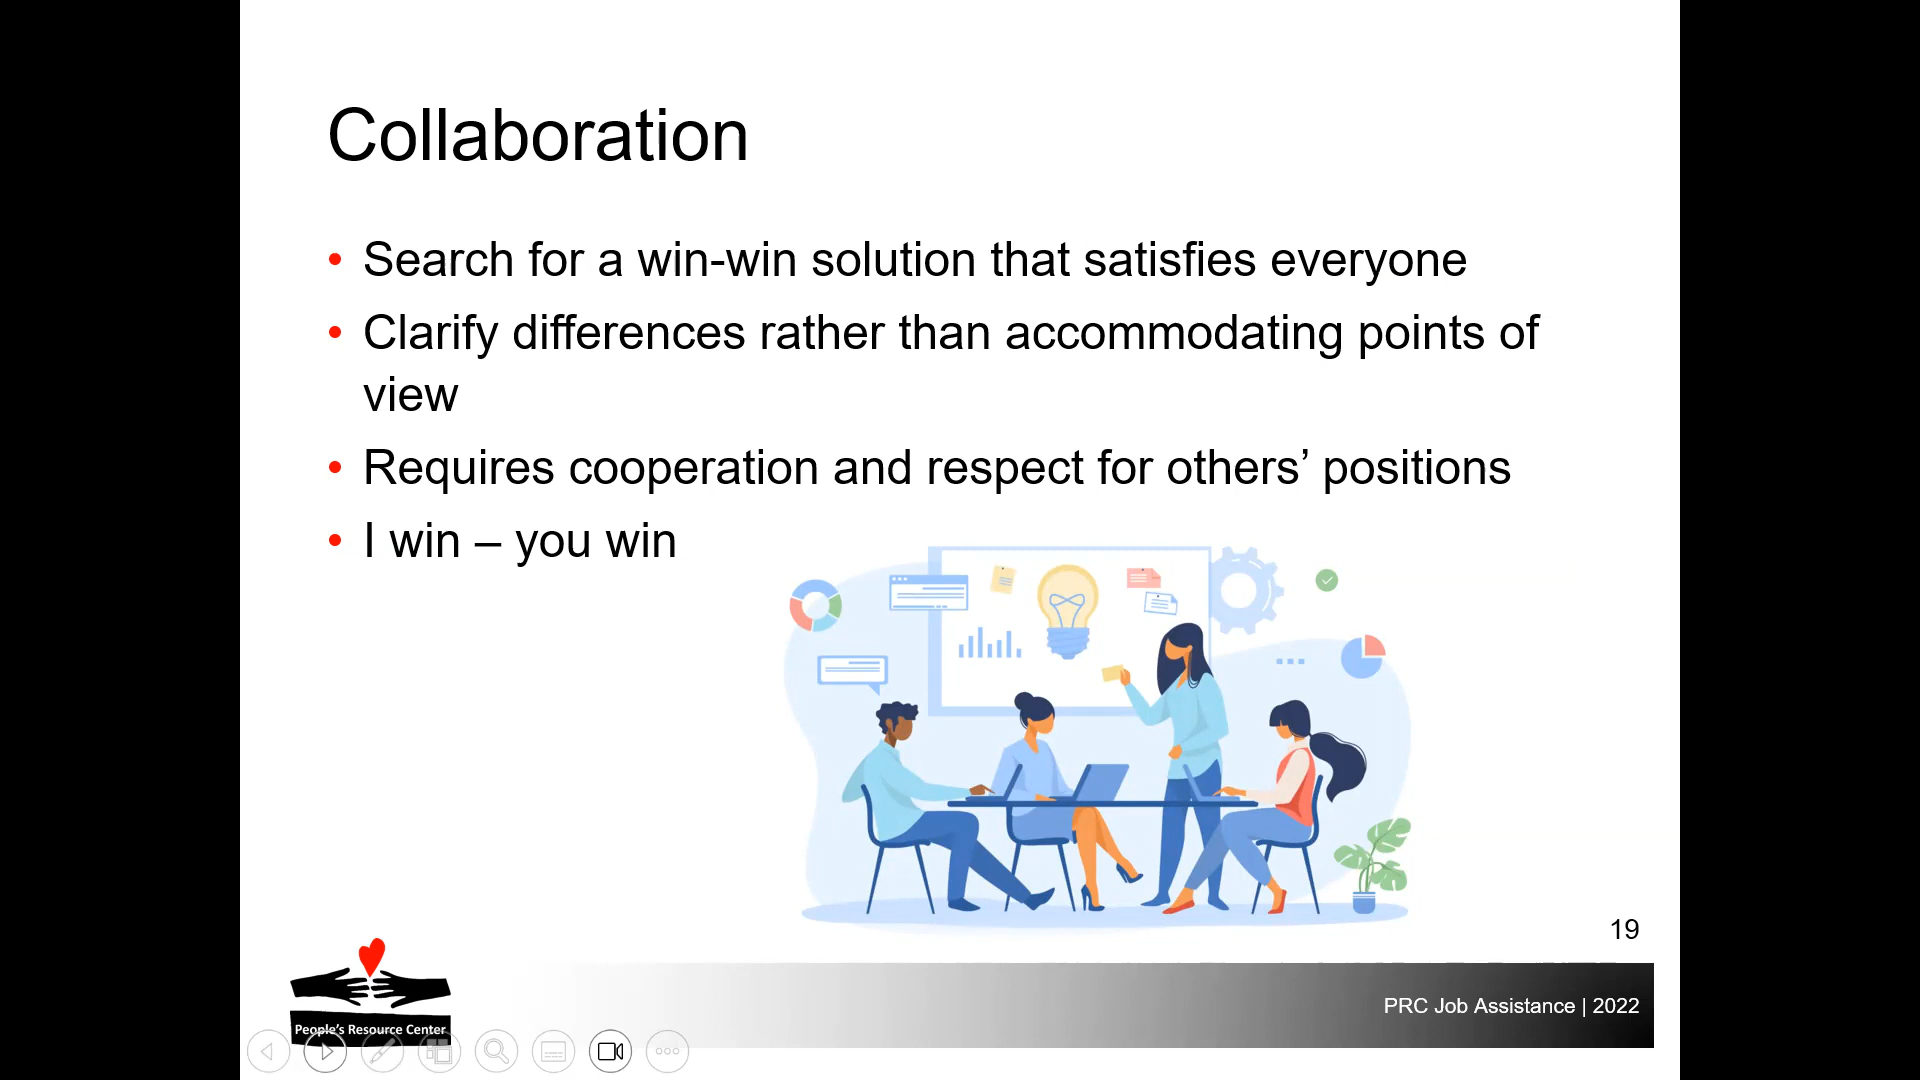 Collaboration
• Search for a win-win solution that satisfies everyone
• Clarify differences rather than accommodating points of
view
• Requires cooperation and respect for others’ positions
• I win – you win
19
People's Resource Center
PRC Job Assistance | 2022